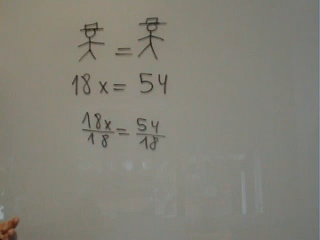 =
18x = 54
18x/18 = 54/18